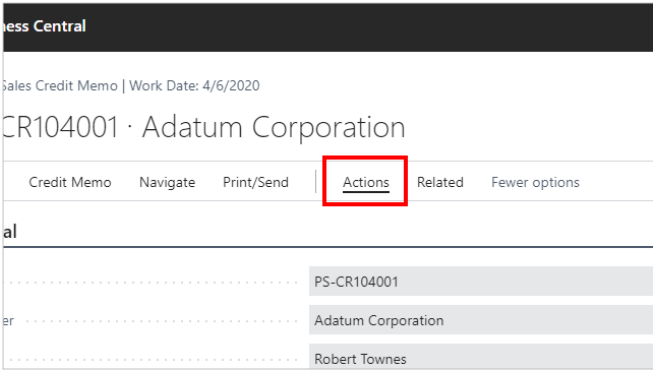 ness Central
Sales Credit Memo | Work Date: 4/6/2020
CR104001 · Adatum Corporation
Credit Memo Navigate Print/Send | Actions Related Fewer options
al
PS-CR104001
er Adatum Corporation
Robert Townes